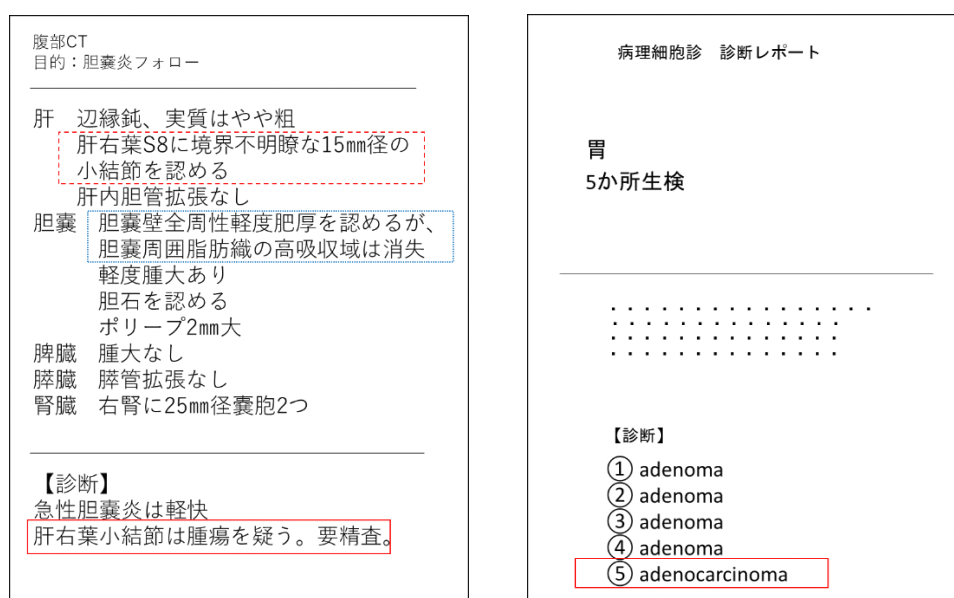 腹部CT
目的：胆嚢炎フォロー
肝　辺縁鈍、実質はやや粗
肝右葉S8に境界不明瞭な15㎜径の
小結節を認める
肝内胆管拡張なし
胆嚢　胆嚢壁全周性軽度肥厚を認めるが、
胆嚢周囲脂肪織の高吸収域は消失
軽度腫大あり
胆石を認める
ポリープ2㎜大
脾臓　腫大なし
膵臓　膵管拡張なし
腎臓　右腎に25㎜径嚢胞2つ
【診断】
急性胆嚢炎は軽快
肝右葉小結節は腫瘍を疑う。要精査。
病理細胞診　診断レポート
胃
5か所生検
【診断】
① adenoma
② adenoma
③ adenoma
④ adenoma
⑤ adenocarcinoma